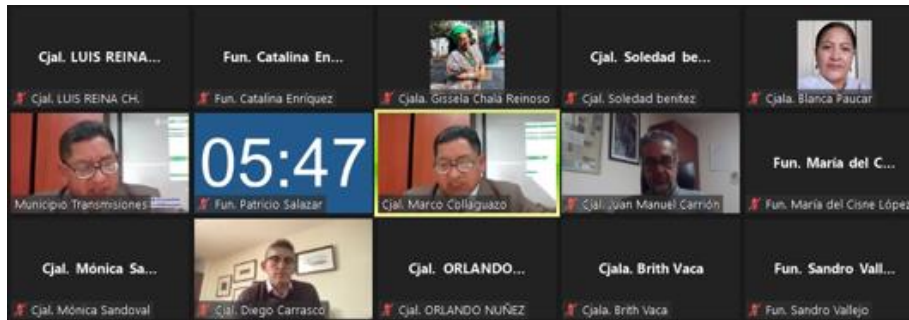 Cjal. LUIS REINA...
Fun. Catalina En...
Cjal. Soledad be...
Cjal. LUIS REINA CH.
Fun. Catalina Enríquez
Cjala. Gissela Chalá Reinoso
Cjal. Soledad benitez
Cjala. Blanca Paucar
05:47
Fun. María del C...
Municipio Transmisiones
Fun. Patricio Salazar
Cjal. Marco Collaguazo
Cjal. Juan Manuel Carrión
Fun. María del Cisne López
Cjal. Mónica Sa...
Cjal. ORLANDO...
Cjala. Brith Vaca
Fun. Sandro Vall...
Cjal. Mónica Sandoval
Cjal. Diego Carrasco
Cjal. ORLANDO NUÑEZ
Cjala. Brith Vaca
Fun. Sandro Vallejo